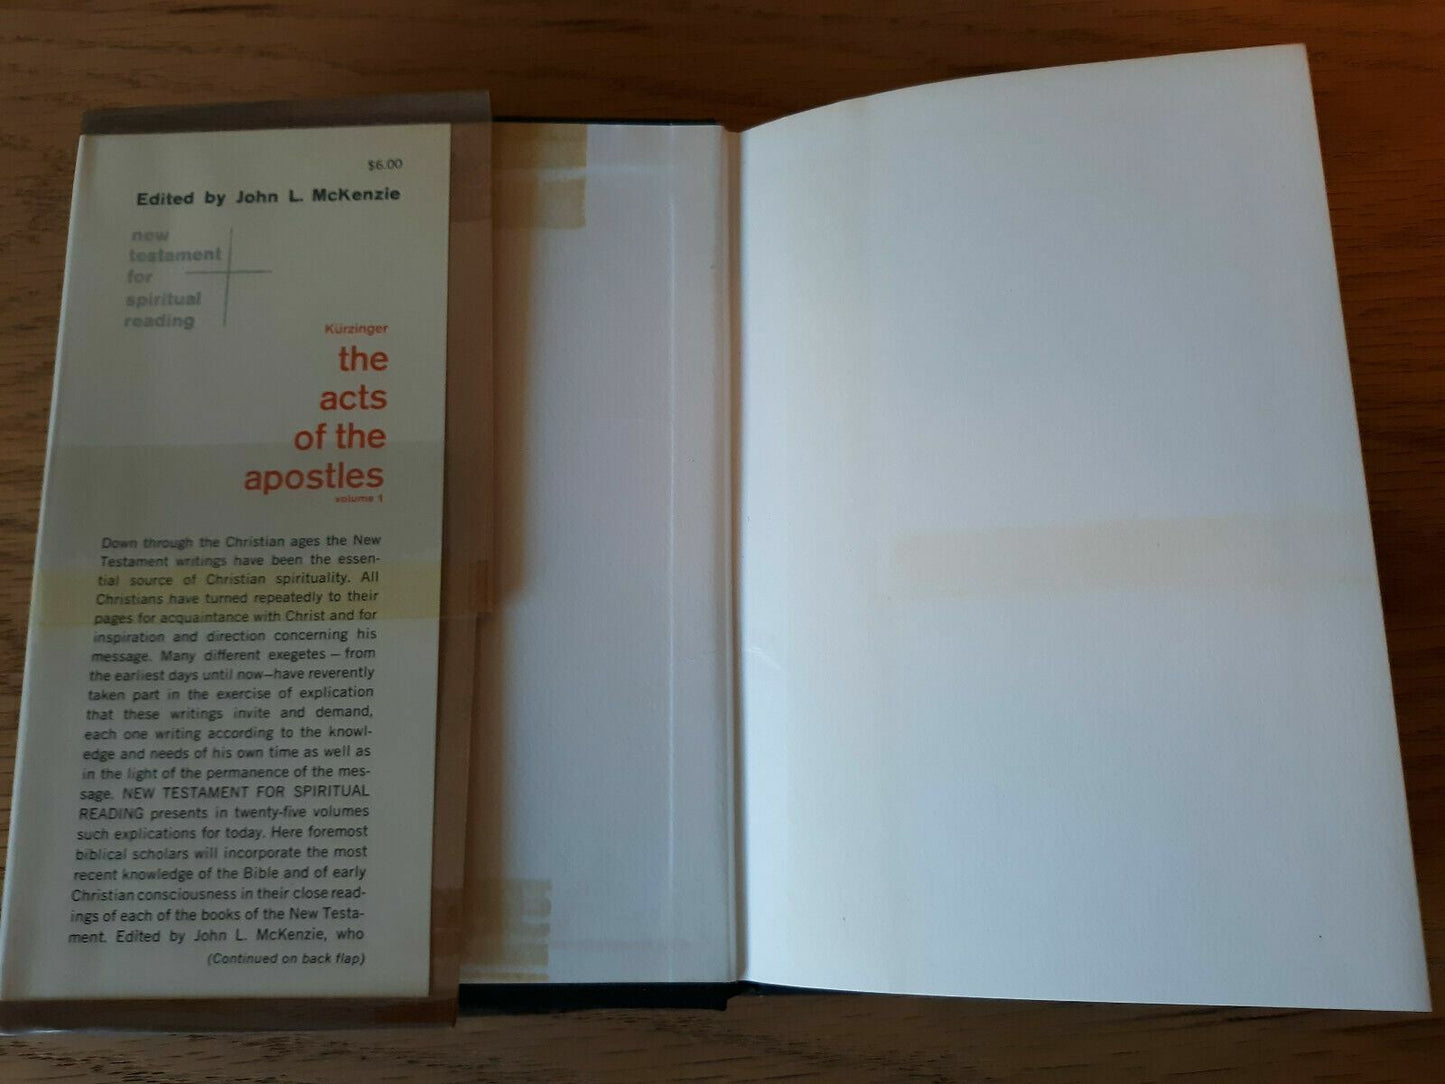 $6.00
Edited by John L. McKenzie
new
testament
for
spiritual
reading
Kürzinger
the
acts
of the
apostles
volume 1
Down through the Christian ages the New
Testament writings have been the essen-
tial source of Christian spirituality. All
Christians have turned repeatedly to their
pages for acquaintance with Christ and for
inspiration and direction concerning his
message. Many different exegetes – from
the earliest days until now—have reverently
taken part in the exercise of explication
that these writings invite and demand,
each one writing according to the knowl-
edge and needs of his own time as well as
in the light of the permanence of the mes-
sage. NEW TESTAMENT FOR SPIRITUAL
READING presents in twenty-five volumes
such explications for today. Here foremost
biblical scholars will incorporate the most
recent knowledge of the Bible and of early
Christian consciousness in their close read-
ings of each of the books of the New Testa-
ment. Edited by John L. McKenzie, who
(Continued on back flap)